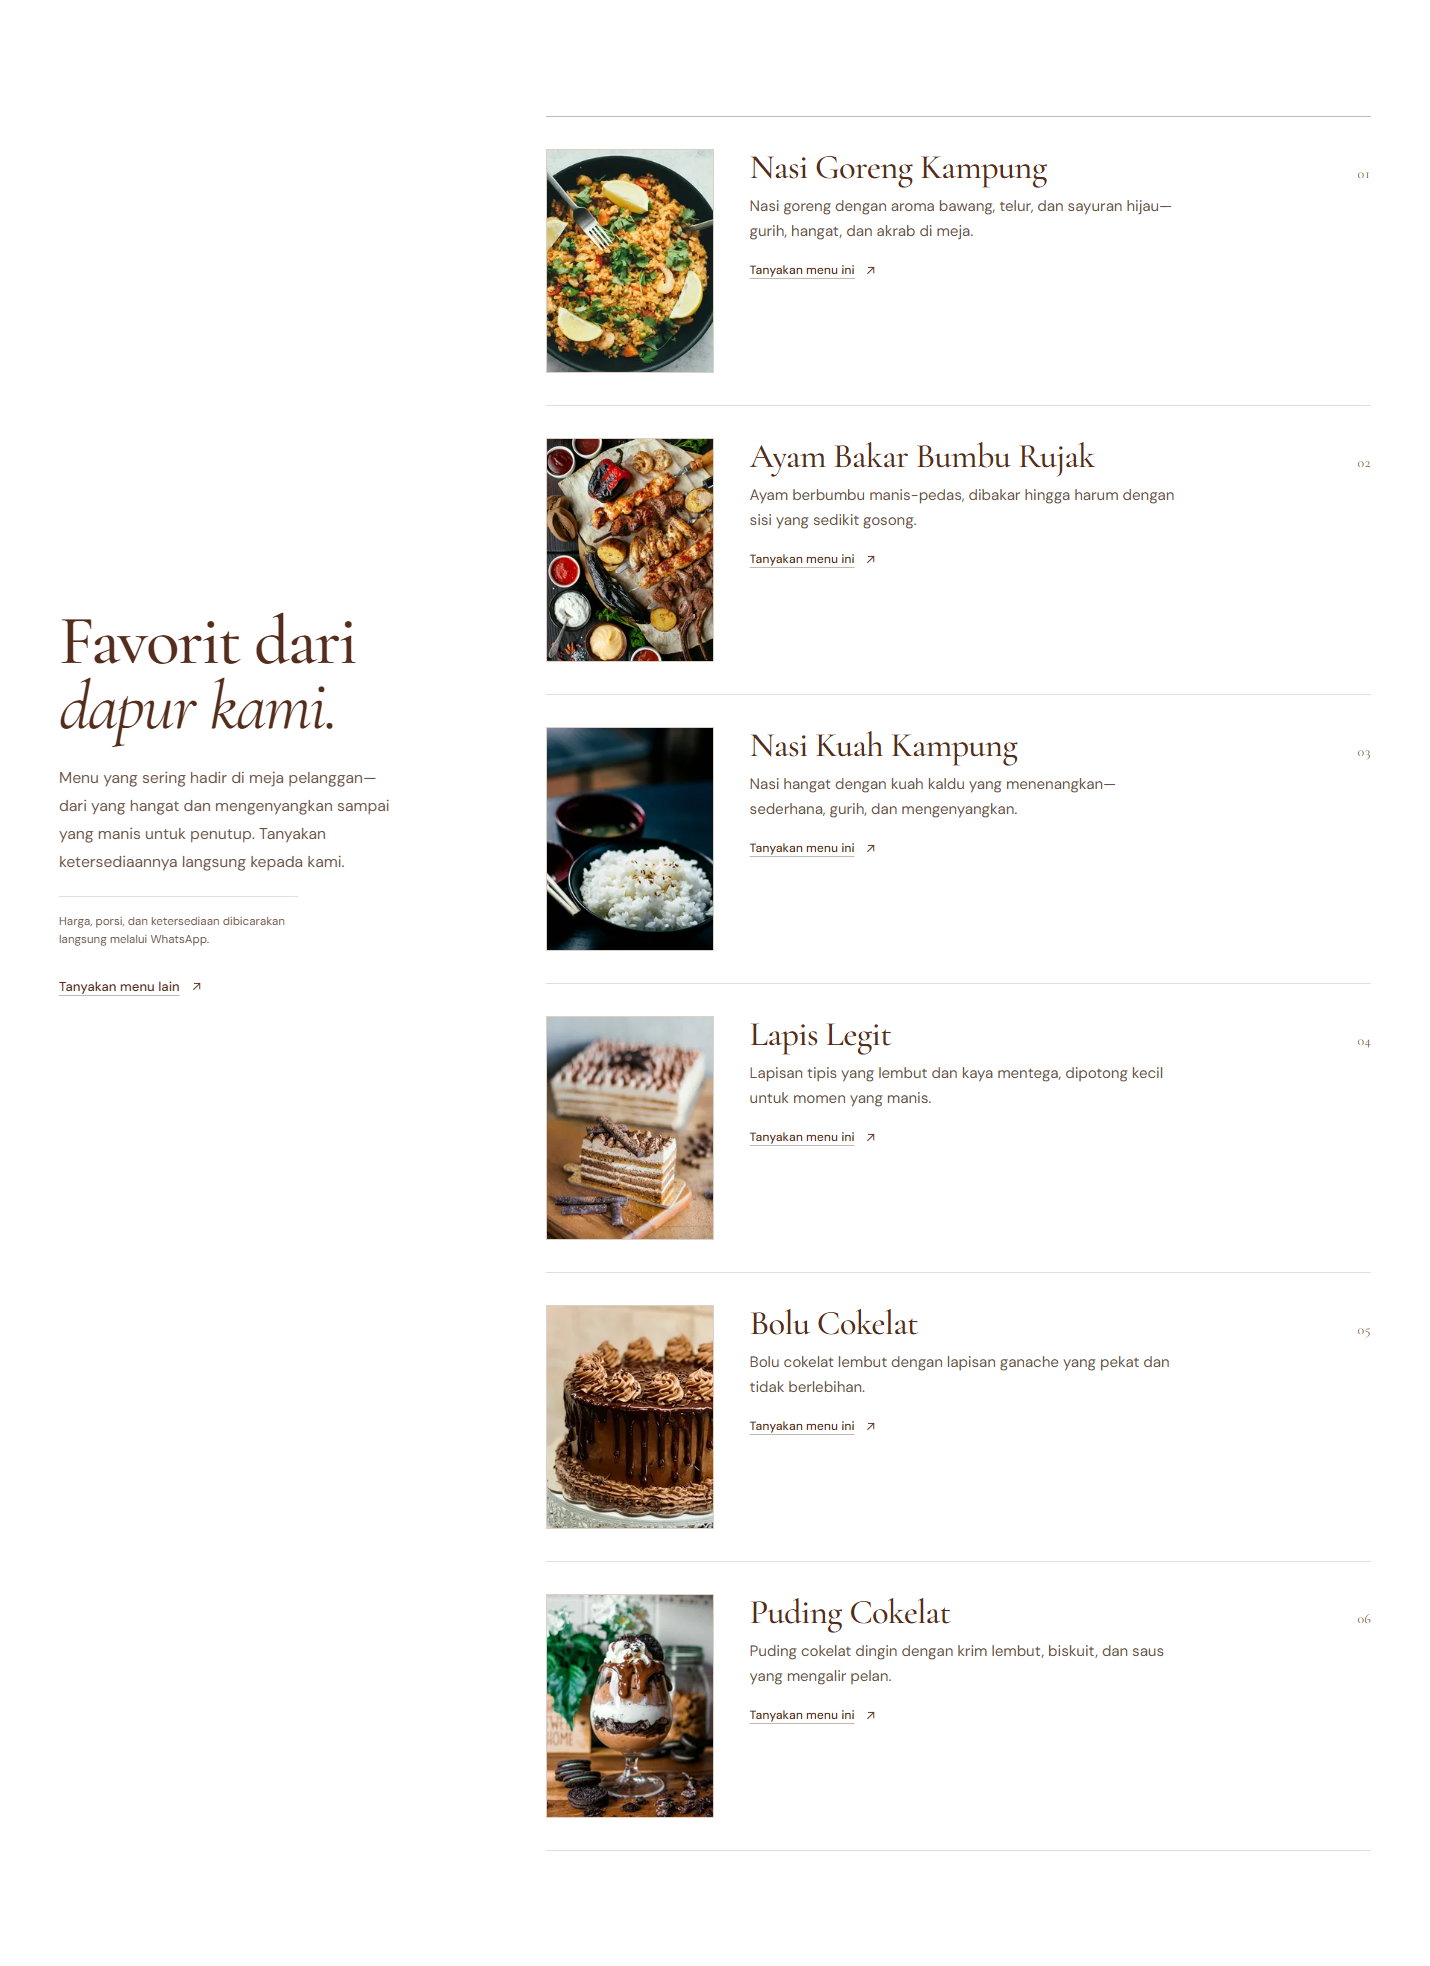 Favorit dari
dapur kami.
Menu yang sering hadir di meja pelanggan—
dari yang hangat dan mengenyangkan sampai
yang manis untuk penutup. Tanyakan
ketersediaannya langsung kepada kami.
Harga, porsi, dan ketersediaan dibicarakan
langsung melalui WhatsApp.
Tanyakan menu lain ↗
Nasi Goreng Kampung
01
Nasi goreng dengan aroma bawang, telur, dan sayuran hijau—
gurih, hangat, dan akrab di meja.
Tanyakan menu ini ↗
Ayam Bakar Bumbu Rujak
02
Ayam berbumbu manis-pedas, dibakar hingga harum dengan
sisi yang sedikit gosong.
Tanyakan menu ini ↗
Nasi Kuah Kampung
03
Nasi hangat dengan kuah kaldu yang menenangkan—
sederhana, gurih, dan mengenyangkan.
Tanyakan menu ini ↗
Lapis Legit
04
Lapisan tipis yang lembut dan kaya mentega, dipotong kecil
untuk momen yang manis.
Tanyakan menu ini ↗
Bolu Cokelat
05
Bolu cokelat lembut dengan lapisan ganache yang pekat dan
tidak berlebihan.
Tanyakan menu ini ↗
Puding Cokelat
06
Puding cokelat dingin dengan krim lembut, biskuit, dan saus
yang mengalir pelan.
Tanyakan menu ini ↗
HOME